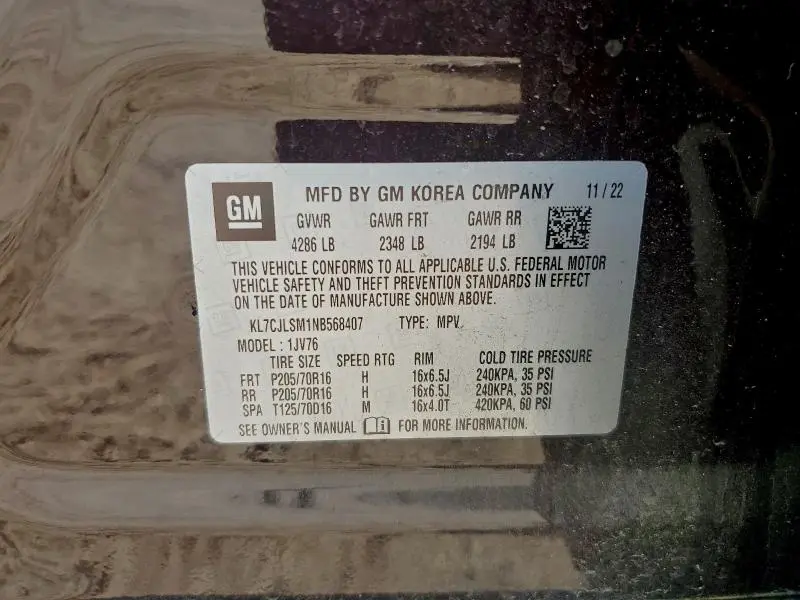 GM MFD BY GM KOREA COMPANY 11 / 22
GVWR GAWR FRT GAWR RR
4286 LB 2348 LB 2194 LB
THIS VEHICLE CONFORMS TO ALL APPLICABLE U.S. FEDERAL MOTOR
VEHICLE SAFETY AND THEFT PREVENTION STANDARDS IN EFFECT
ON THE DATE OF MANUFACTURE SHOWN ABOVE.
KL7CJLSM1NB568407 TYPE: MPV
MODEL : 1JV76
TIRE SIZE SPEED RTG RIM COLD TIRE PRESSURE
FRT P205/70R16 H 16x6.5J 240KPA, 35 PSI
RR P205/70R16 H 16x6.5J 240KPA, 35 PSI
SPA T125/70D16 M 16x4.0T 420KPA, 60 PSI
SEE OWNER'S MANUAL i FOR MORE INFORMATION.